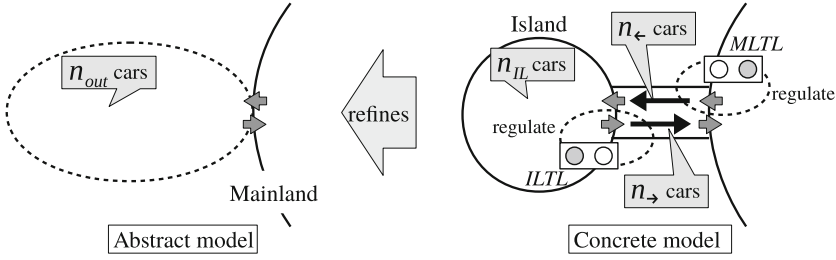 n_out cars
Mainland
Abstract model
refines
Island
n_IL cars
n_← cars
MLTL
regulate
regulate
ILTL
n_→ cars
Concrete model